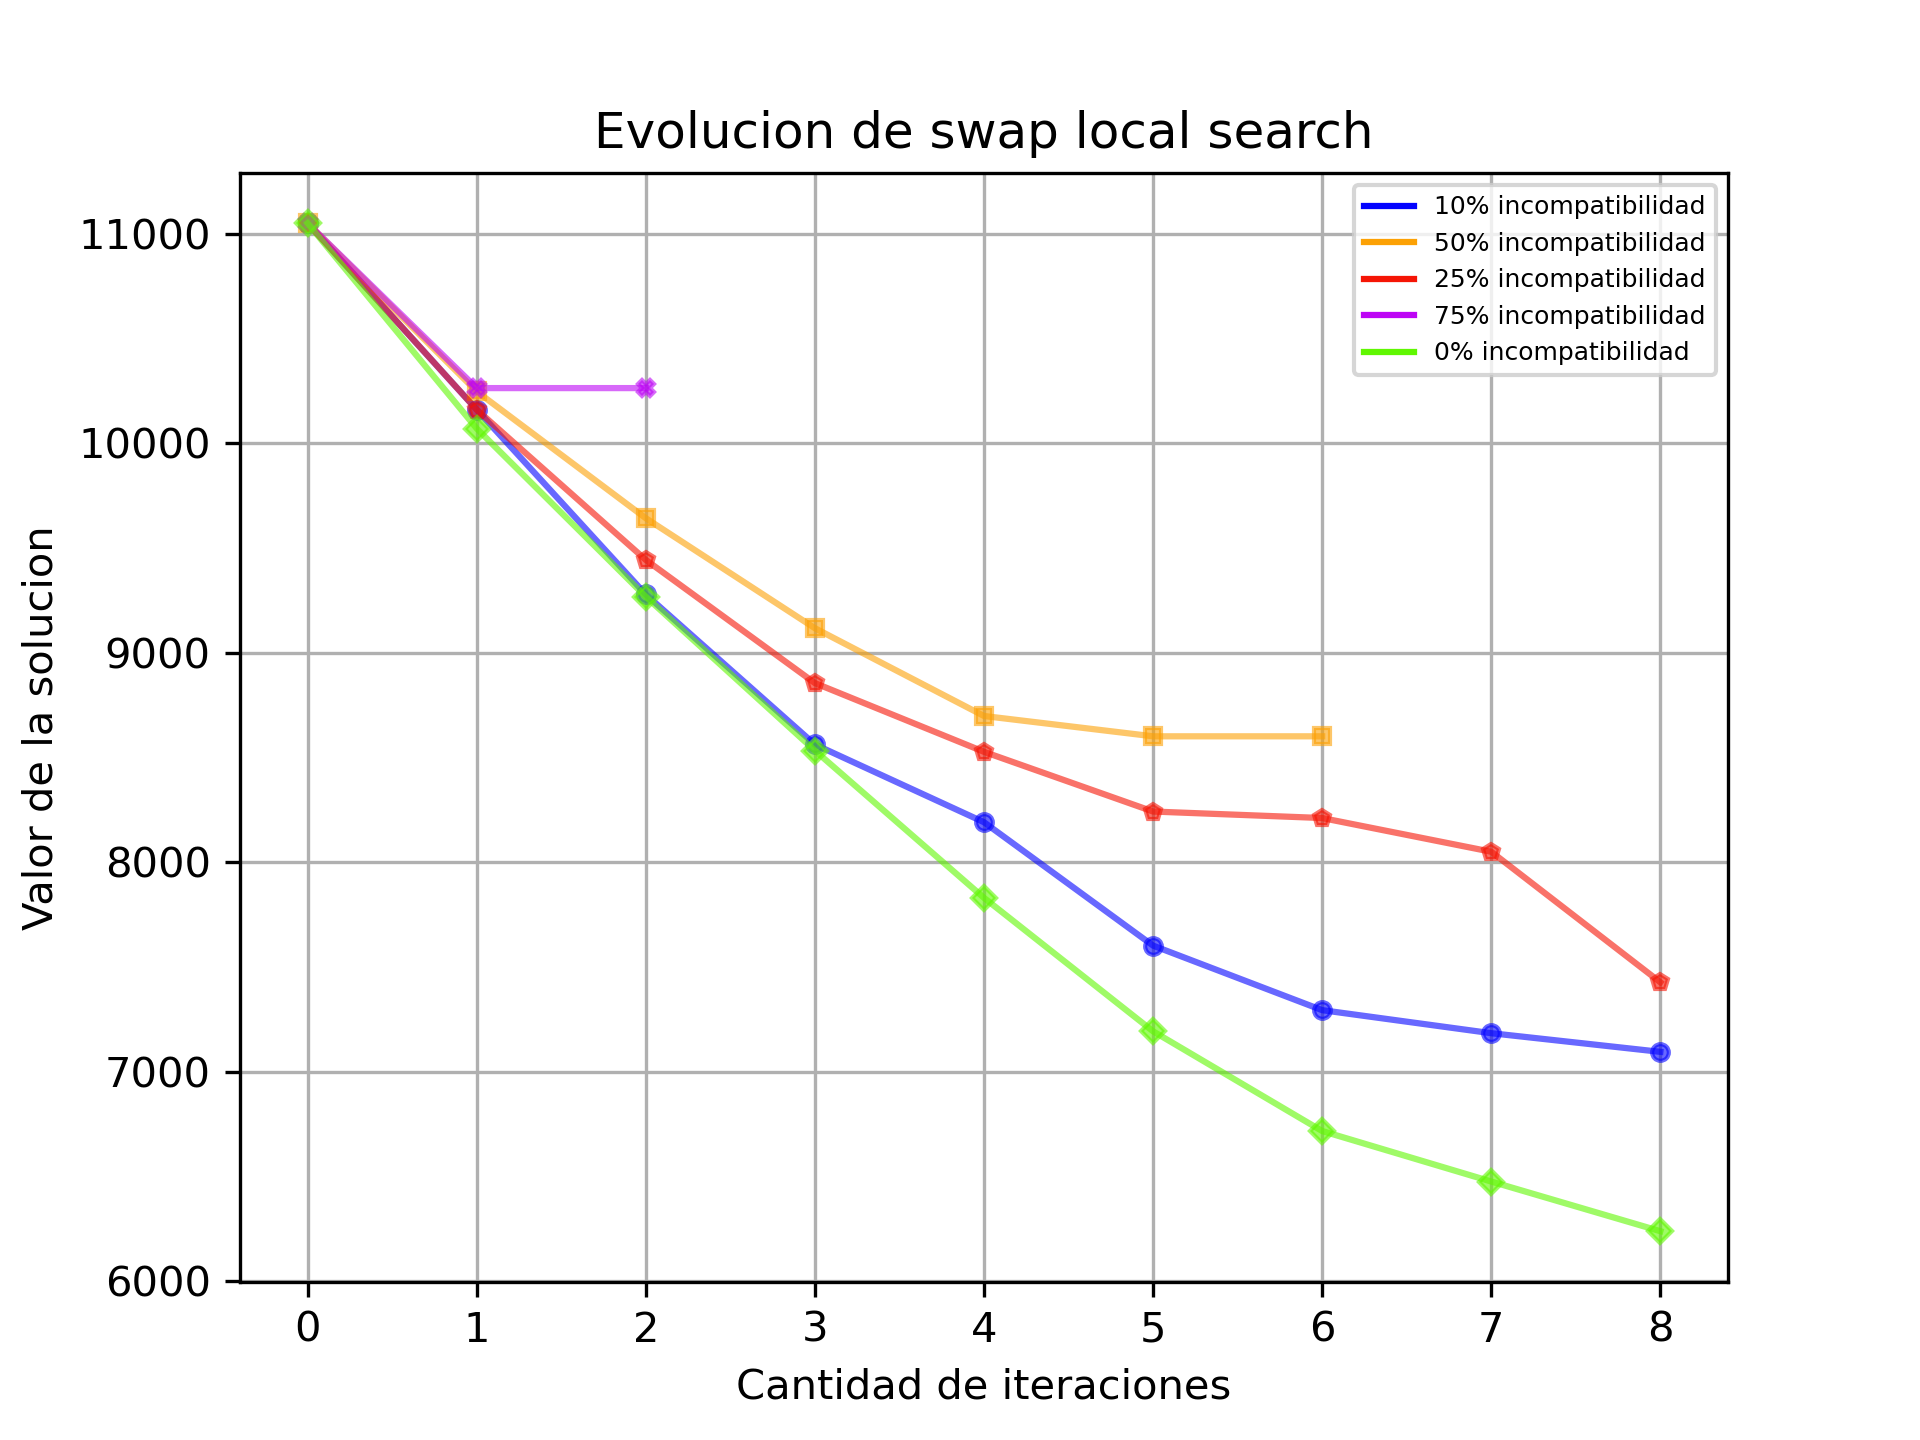 Evolucion de swap local search
10% incompatibilidad
50% incompatibilidad
25% incompatibilidad
75% incompatibilidad
0% incompatibilidad
Valor de la solucion
11000
10000
9000
8000
7000
6000
0 1 2 3 4 5 6 7 8
Cantidad de iteraciones